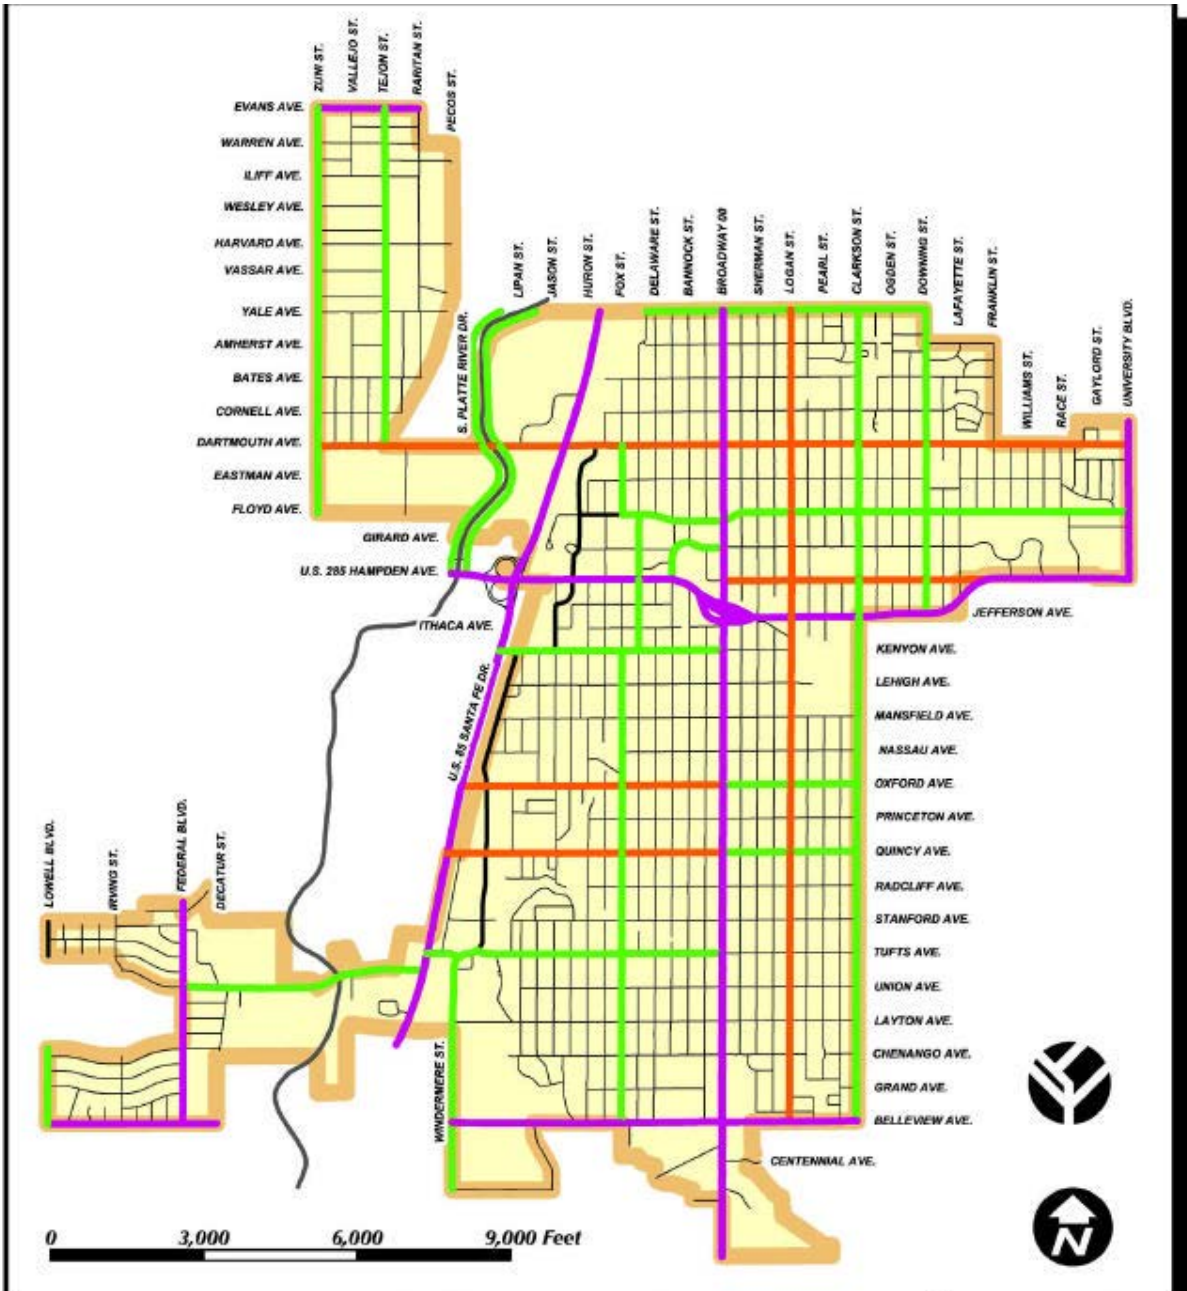 ZUNI ST.
VALLEJO ST.
TEJON ST.
RARITAN ST.
PECOS ST.
EVANS AVE.
WARREN AVE.
ILIFF AVE.
WESLEY AVE.
HARVARD AVE.
VASSAR AVE.
YALE AVE.
AMHERST AVE.
BATES AVE.
CORNELL AVE.
DARTMOUTH AVE.
EASTMAN AVE.
FLOYD AVE.
GIRARD AVE.
U.S. 285 HAMPDEN AVE.
ITHACA AVE.
S. PLATTE RIVER DR.
LIPAN ST.
JASON ST.
HURON ST.
FOX ST.
DELAWARE ST.
BANNOCK ST.
BROADWAY 00
SHERMAN ST.
LOGAN ST.
PEARL ST.
CLARKSON ST.
OGDEN ST.
DOWNING ST.
LAFAYETTE ST.
FRANKLIN ST.
WILLIAMS ST.
RACE ST.
GAYLORD ST.
UNIVERSITY BLVD.
JEFFERSON AVE.
KENYON AVE.
LEHIGH AVE.
MANSFIELD AVE.
NASSAU AVE.
OXFORD AVE.
PRINCETON AVE.
QUINCY AVE.
RADCLIFF AVE.
STANFORD AVE.
TUFTS AVE.
UNION AVE.
LAYTON AVE.
CHENANGO AVE.
GRAND AVE.
BELLEVIEW AVE.
CENTENNIAL AVE.
U.S. 85 SANTA FE DR.
LOWELL BLVD.
IRVING ST.
FEDERAL BLVD.
DECATUR ST.
WINDERMERE ST.
0 3,000 6,000 9,000 Feet
N